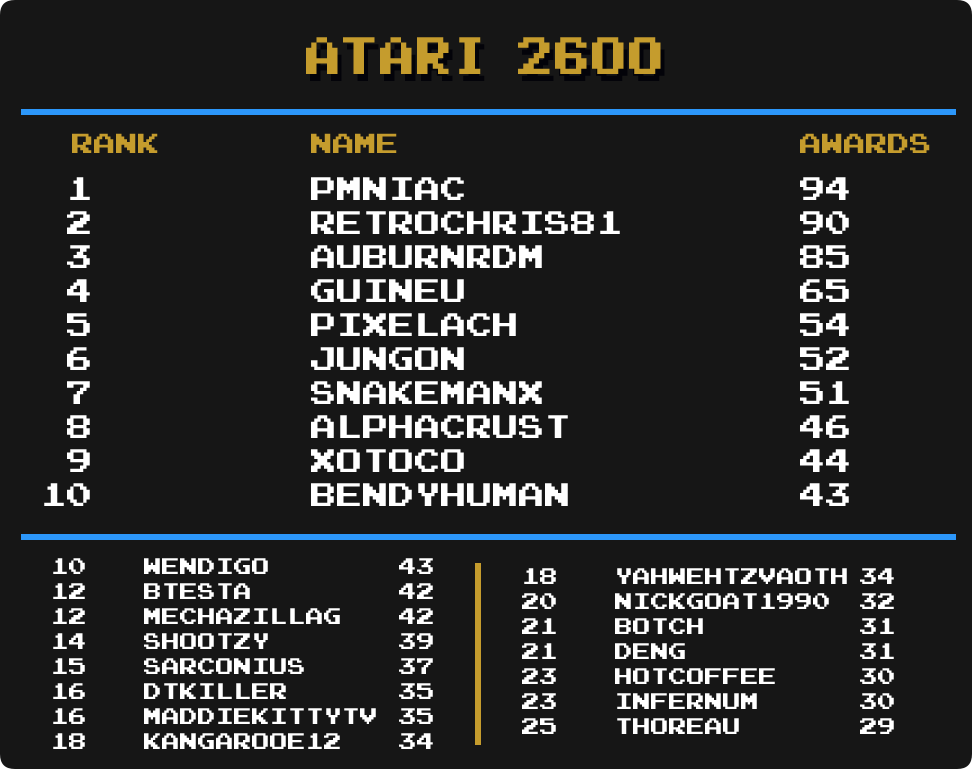 ATARI 2600
RANK NAME AWARDS
1 PMNIAC 94
2 RETROCHRIS81 90
3 AUBURNRDM 85
4 GUINEU 65
5 PIXELACH 54
6 JUNGON 52
7 SNAKEMANX 51
8 ALPHACRUST 46
9 XOTOCO 44
10 BENDYHUMAN 43
10 WENDIGO 43
12 BTESTA 42
12 MECHAZILLAG 42
14 SHOOTZY 39
15 SARCONIUS 37
16 DTKILLER 35
16 MADDIEKITTYTV 35
18 KANGAROOE12 34
18 YAHWEHTZVAOTH 34
20 NICKGOAT1990 32
21 BOTCH 31
21 DENG 31
23 HOTCOFFEE 30
23 INFERNUM 30
25 THOREAU 29